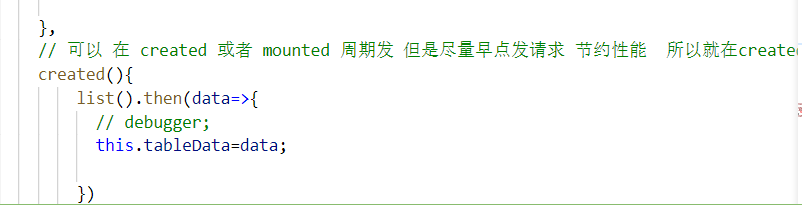 },
// 可以 在 created 或者 mounted 周期发 但是尽量早点发请求 节约性能  所以就在created
created(){
list().then(data=>{
// debugger;
this.tableData=data;
})